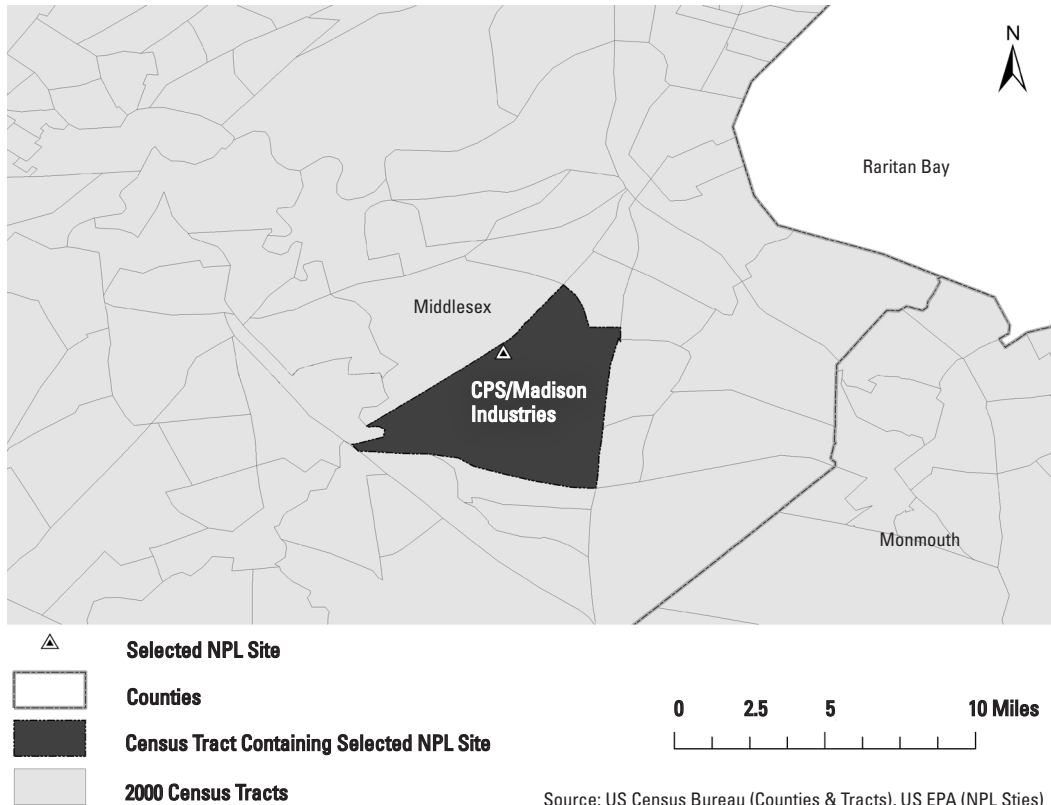 N
Raritan Bay
Middlesex
CPS/Madison
Industries
Monmouth
Selected NPL Site
Counties
Census Tract Containing Selected NPL Site
2000 Census Tracts
0 2.5 5 10 Miles
Source: US Census Bureau (Counties & Tracts), US EPA (NPL Sties)